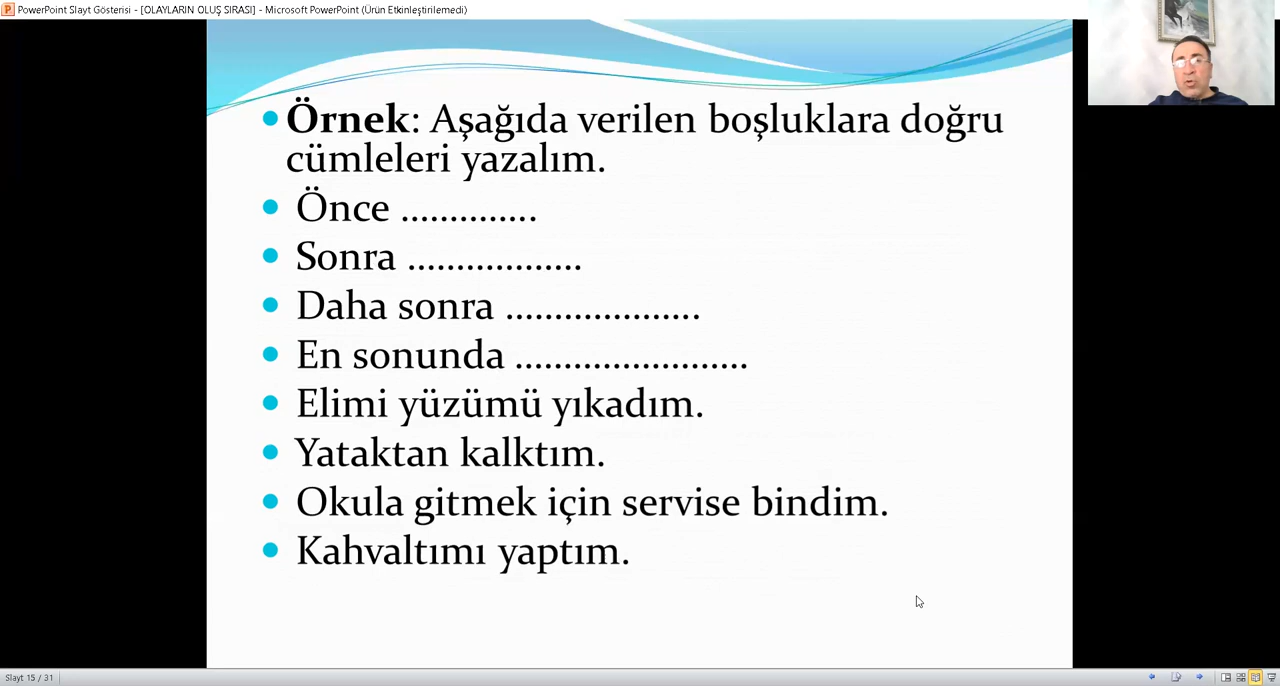 PowerPoint Slayt Gösterisi - [OLAYLARIN OLUŞ SIRASI] - Microsoft PowerPoint (Ürün Etkinleştirilemedi)
Örnek: Aşağıda verilen boşluklara doğru
cümleleri yazalım.
Önce ..............
Sonra ..................
Daha sonra ....................
En sonunda ........................
Elimi yüzümü yıkadım.
Yataktan kalktım.
Okula gitmek için servise bindim.
Kahvaltımı yaptım.
Slayt 15 / 31